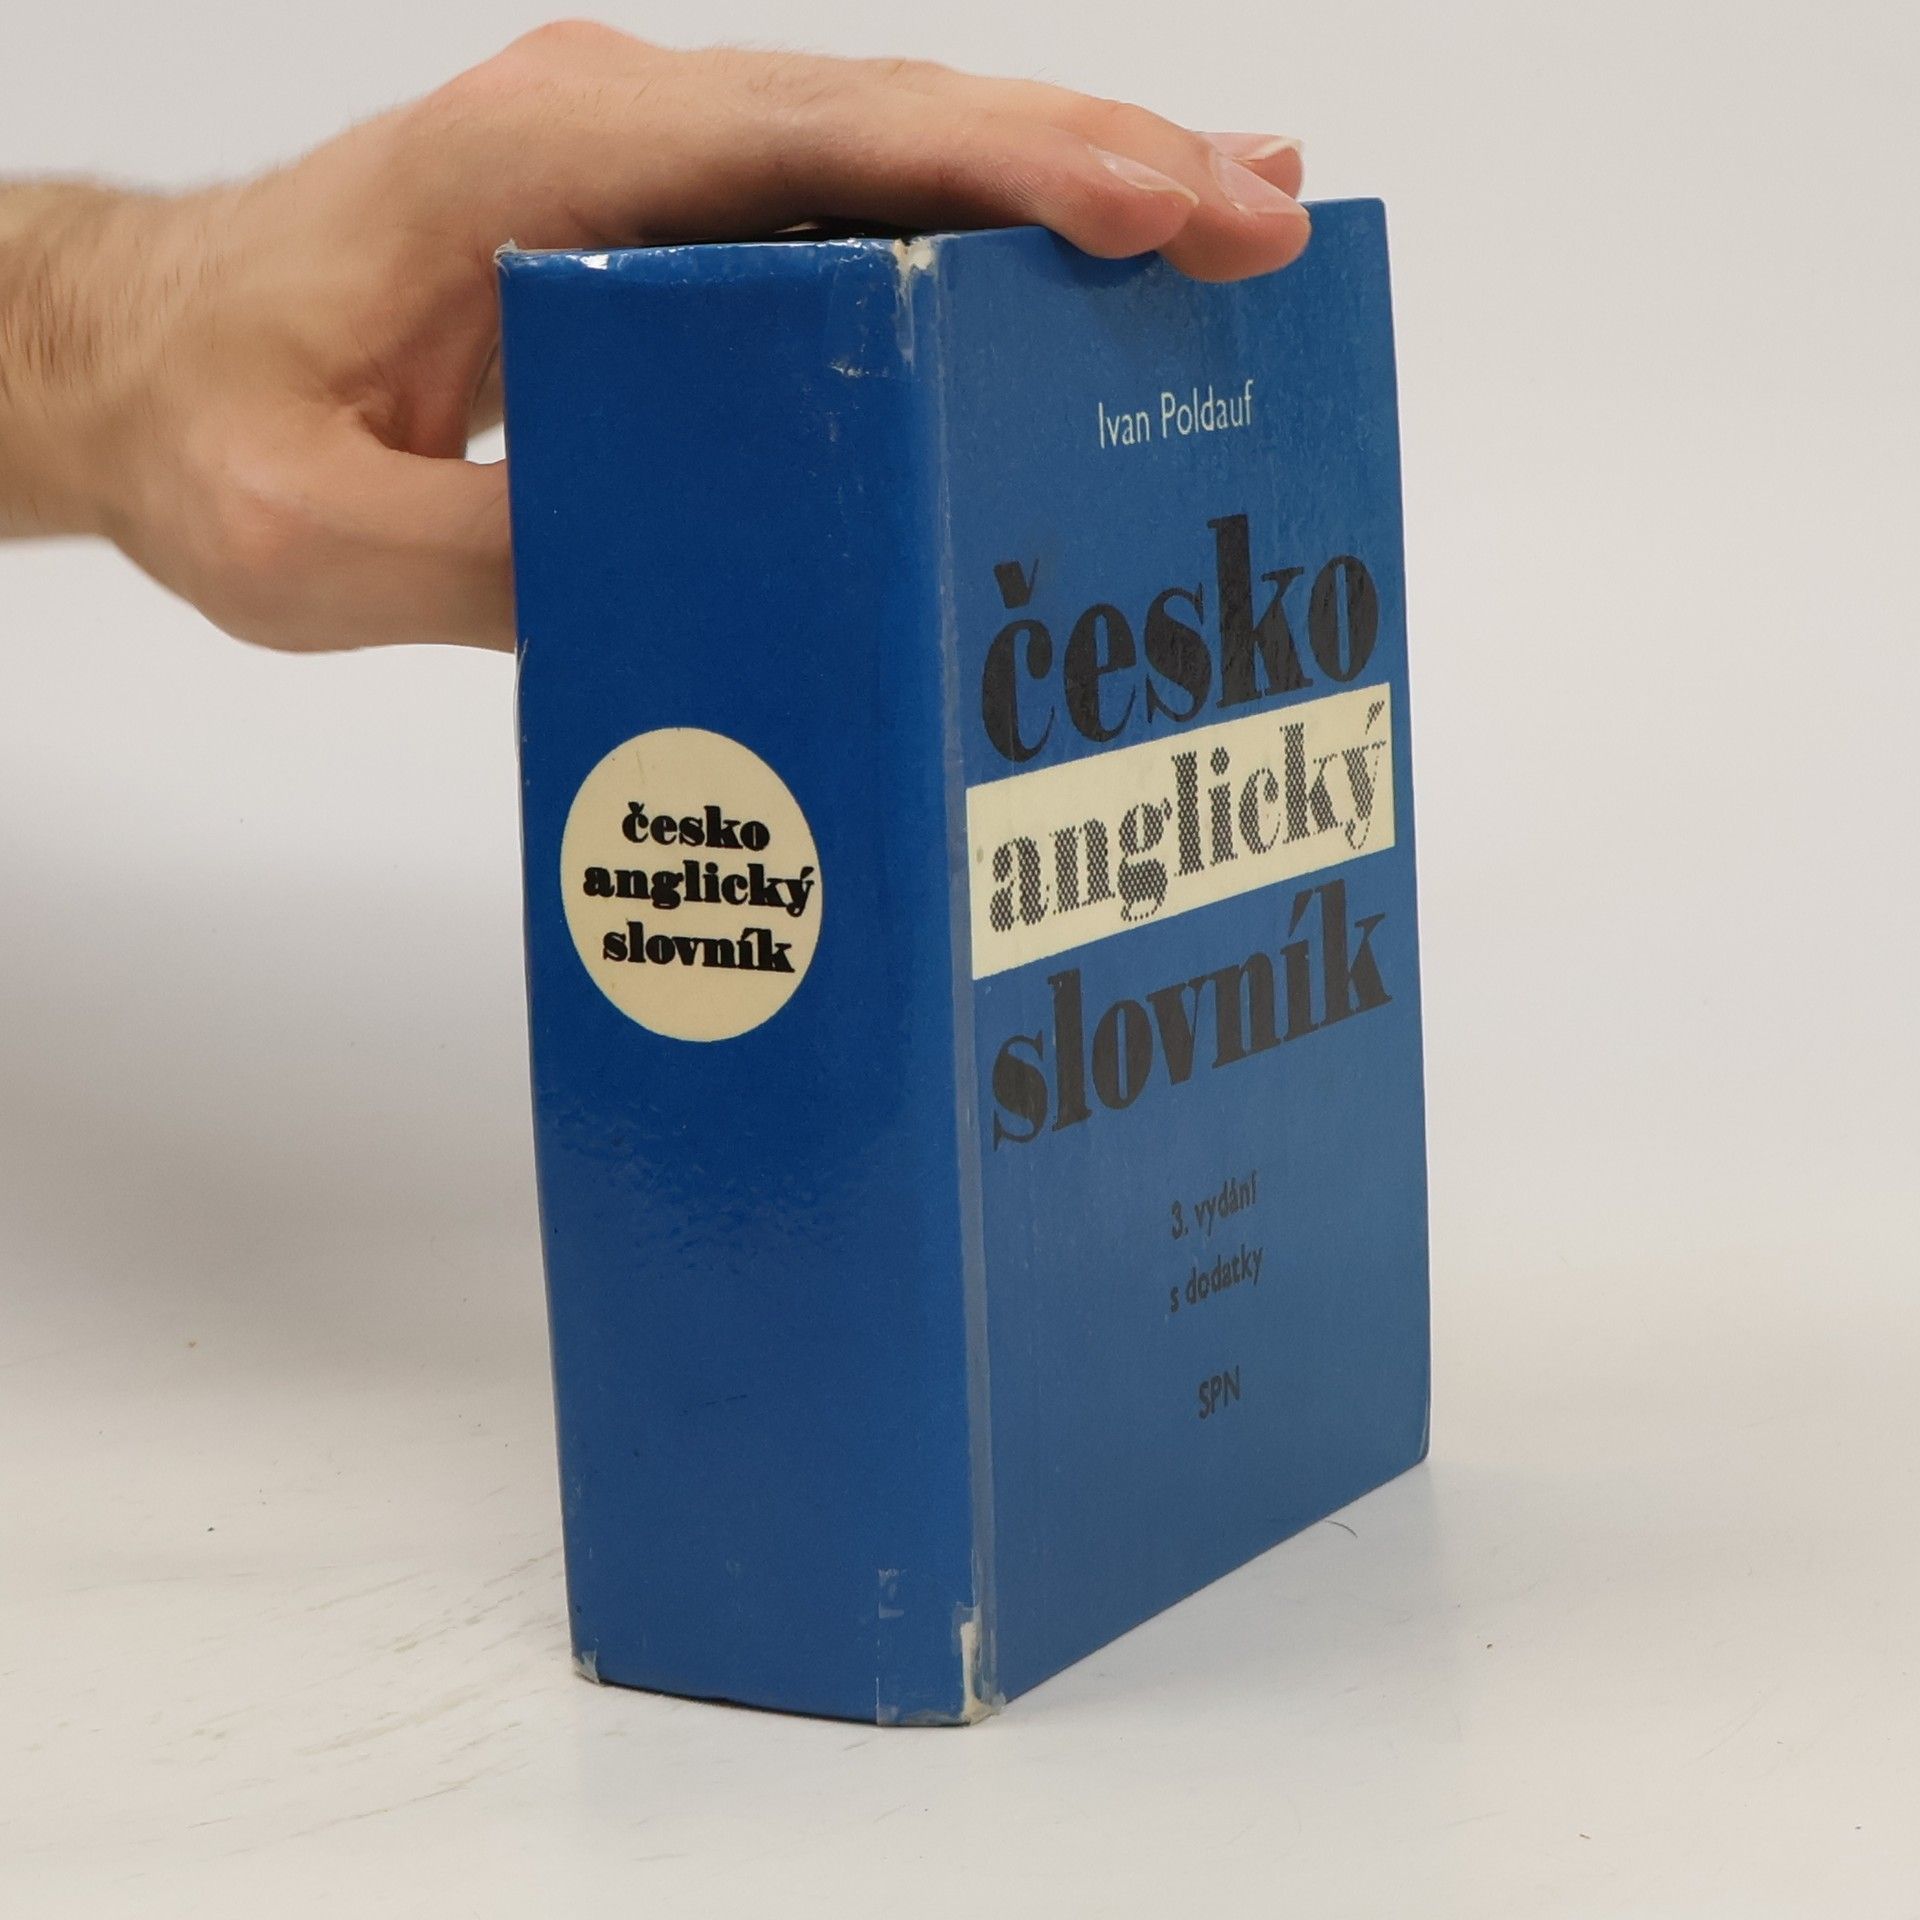 česko
anglický
slovník
Ivan Poldauf
česko
anglický
slovník
3. vydání
s dodatky
SPN